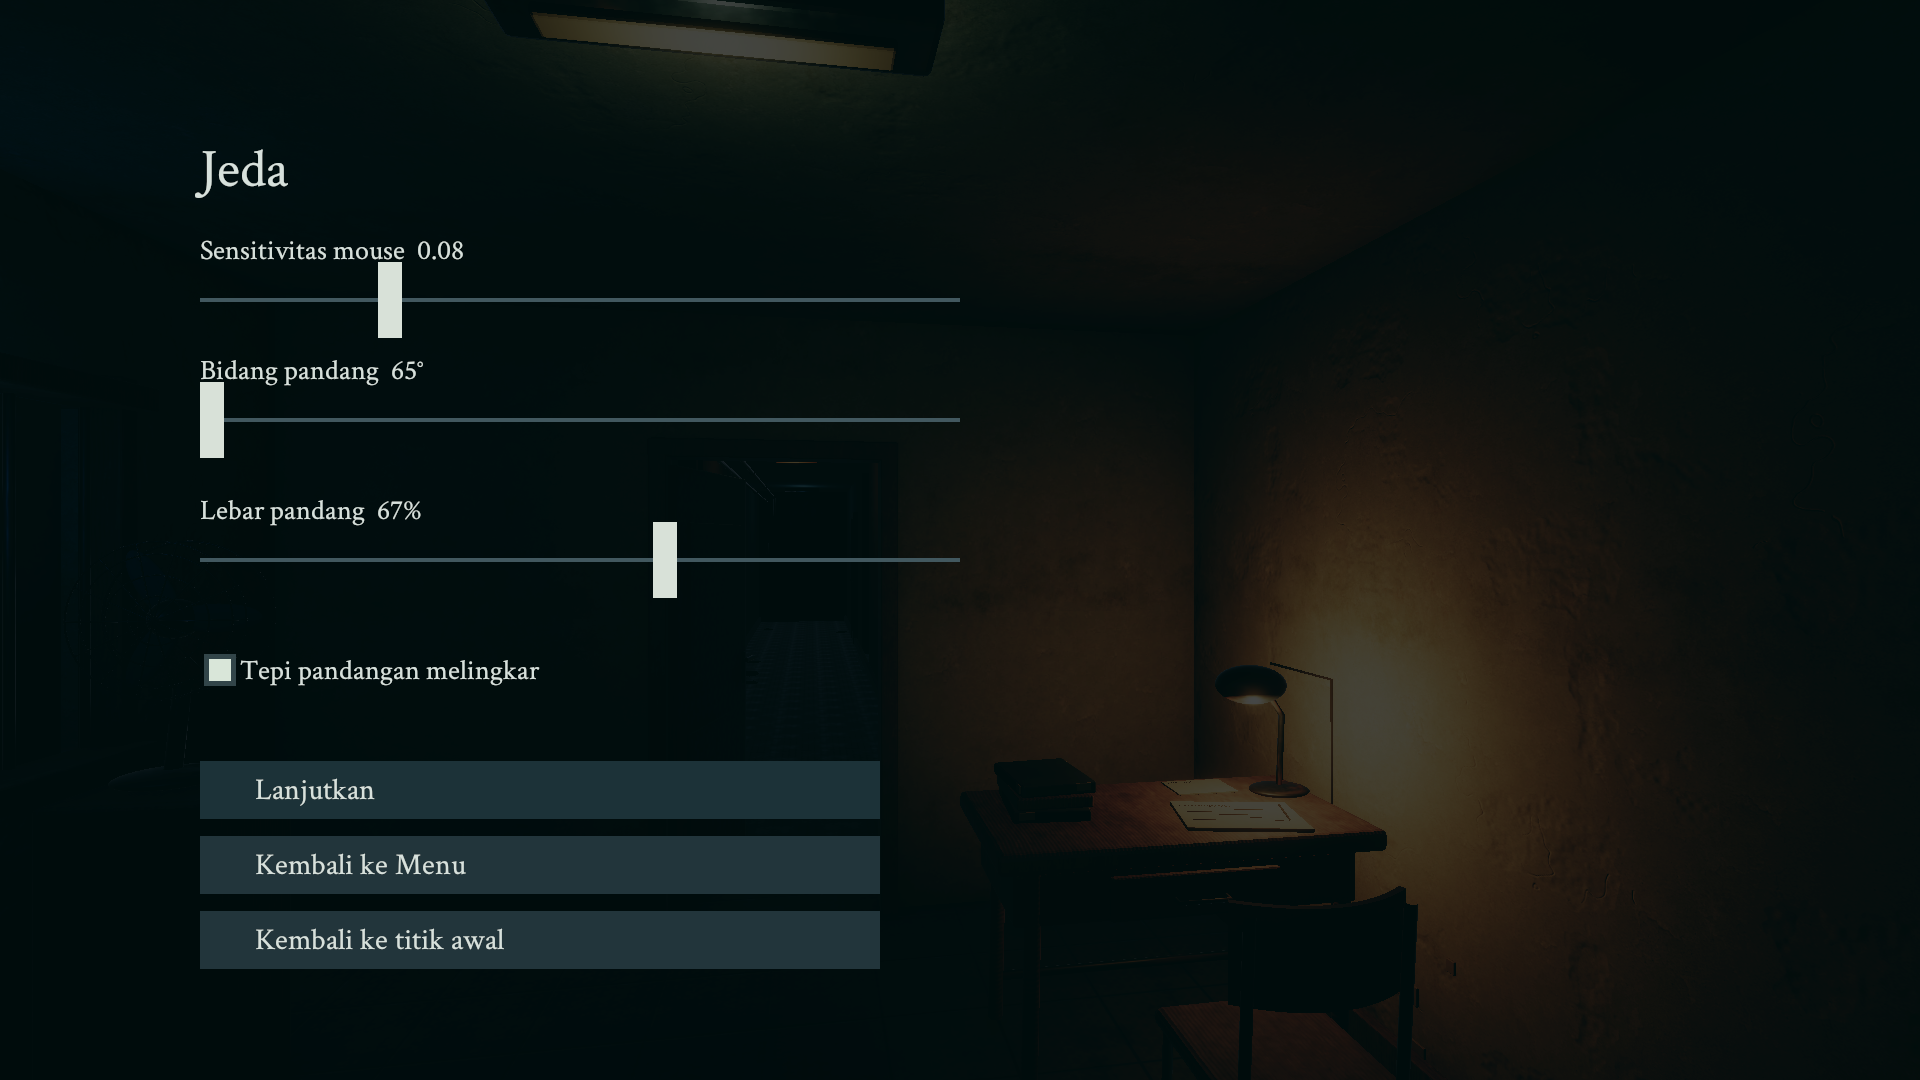 Jeda
Sensitivitas mouse 0.08
Bidang pandang 65°
Lebar pandang 67%
Tepi pandangan melingkar
Lanjutkan
Kembali ke Menu
Kembali ke titik awal